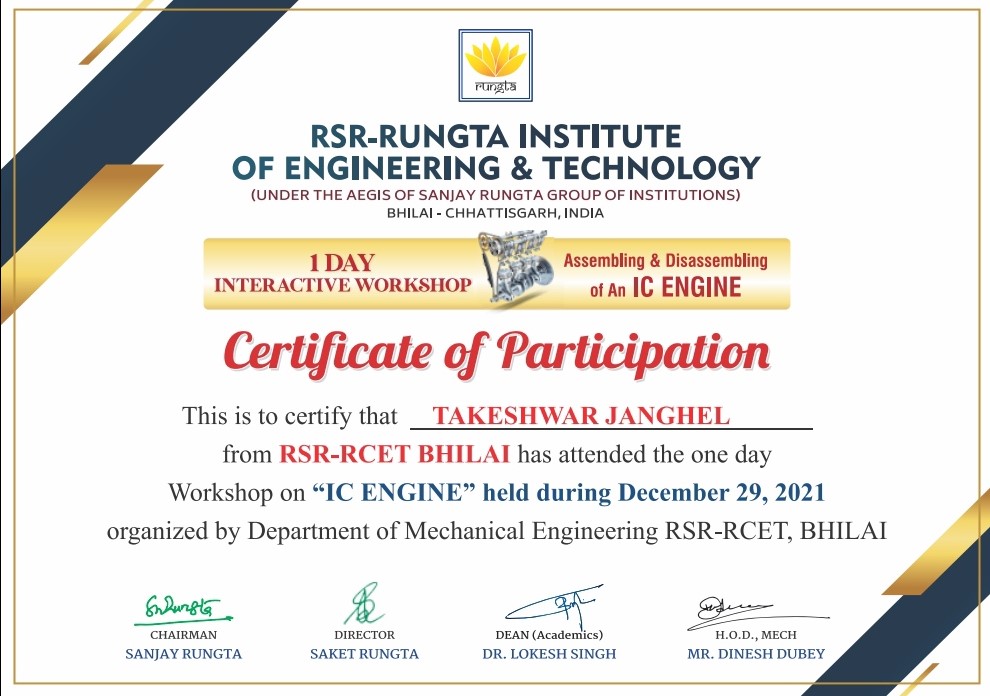 rungta
RSR-RUNGTA INSTITUTE
OF ENGINEERING & TECHNOLOGY
(UNDER THE AEGIS OF SANJAY RUNGTA GROUP OF INSTITUTIONS)
BHILAI - CHHATTISGARH, INDIA
1 DAY
INTERACTIVE WORKSHOP
Assembling & Disassembling
of An IC ENGINE
Certificate of Participation
This is to certify that TAKESHWAR JANGHEL
from RSR-RCET BHILAI has attended the one day
Workshop on “IC ENGINE” held during December 29, 2021
organized by Department of Mechanical Engineering RSR-RCET, BHILAI
SnRungta
CHAIRMAN
SANJAY RUNGTA
DIRECTOR
SAKET RUNGTA
DEAN (Academics)
DR. LOKESH SINGH
H.O.D., MECH
MR. DINESH DUBEY